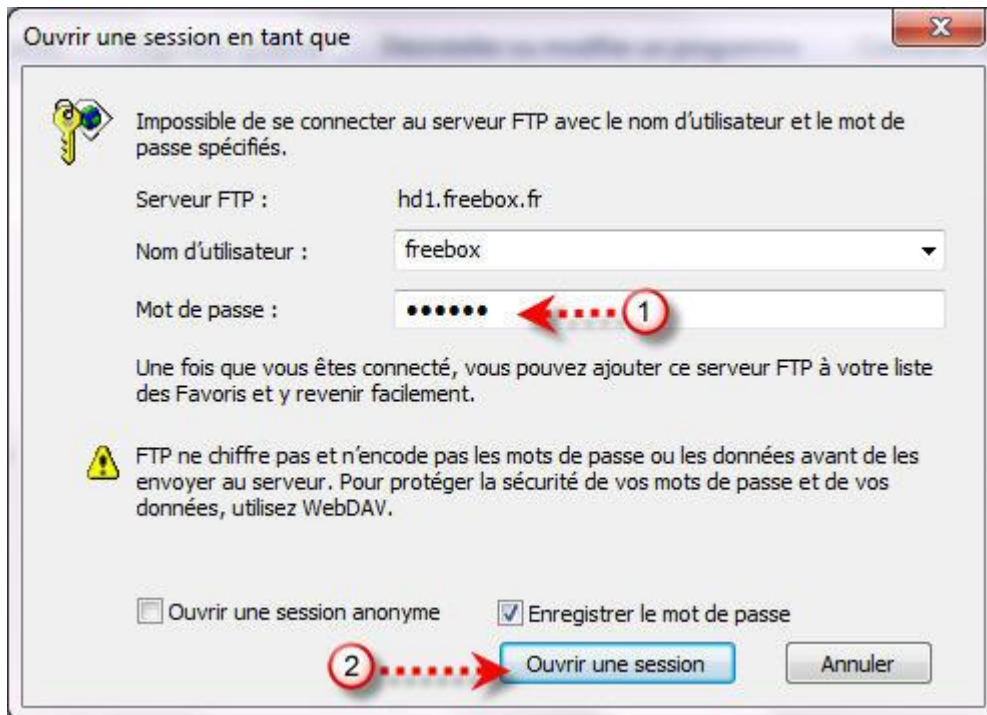 Ouvrir une session en tant que
Impossible de se connecter au serveur FTP avec le nom d'utilisateur et le mot de
passe spécifiés.
Serveur FTP : hd1.freebox.fr
Nom d'utilisateur : freebox
Mot de passe : •••••• 1
Une fois que vous êtes connecté, vous pouvez ajouter ce serveur FTP à votre liste
des Favoris et y revenir facilement.
FTP ne chiffre pas et n'encode pas les mots de passe ou les données avant de les
envoyer au serveur. Pour protéger la sécurité de vos mots de passe et de vos
données, utilisez WebDAV.
Ouvrir une session anonyme Enregistrer le mot de passe
2 Ouvrir une session Annuler